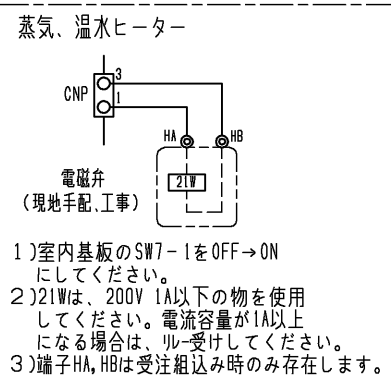 蒸気、温水ヒーター
3
CNP
1
HA
HB
電磁弁
21W
(現地手配、工事)
1)室内基板のSW7-1をOFF→ON
にしてください。
2)21Wは、200V 1A以下の物を使用
してください。電流容量が1A以上
になる場合は、リレー受けしてください。
3)端子HA,HBは受注組込み時のみ存在します。